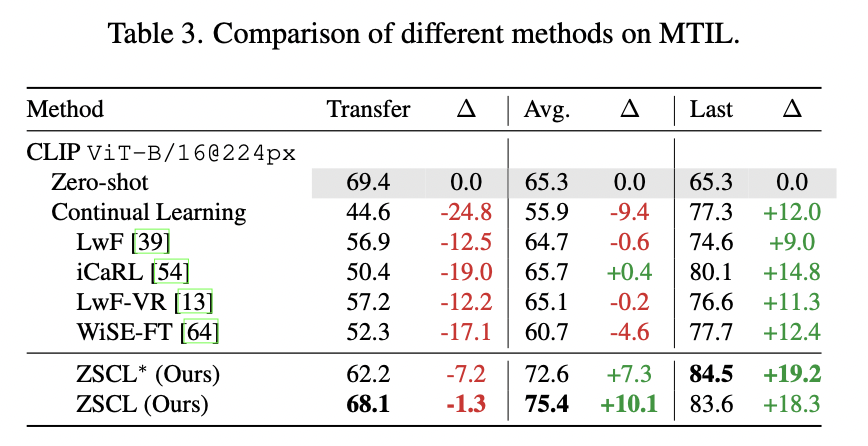 Table 3. Comparison of different methods on MTIL.
Method Transfer Δ Avg. Δ Last Δ
CLIP ViT-B/16@224px
Zero-shot 69.4 0.0 65.3 0.0 65.3 0.0
Continual Learning 44.6 -24.8 55.9 -9.4 77.3 +12.0
LwF [39] 56.9 -12.5 64.7 -0.6 74.6 +9.0
iCaRL [54] 50.4 -19.0 65.7 +0.4 80.1 +14.8
LwF-VR [13] 57.2 -12.2 65.1 -0.2 76.6 +11.3
WiSE-FT [64] 52.3 -17.1 60.7 -4.6 77.7 +12.4
ZSCL* (Ours) 62.2 -7.2 72.6 +7.3 84.5 +19.2
ZSCL (Ours) 68.1 -1.3 75.4 +10.1 83.6 +18.3